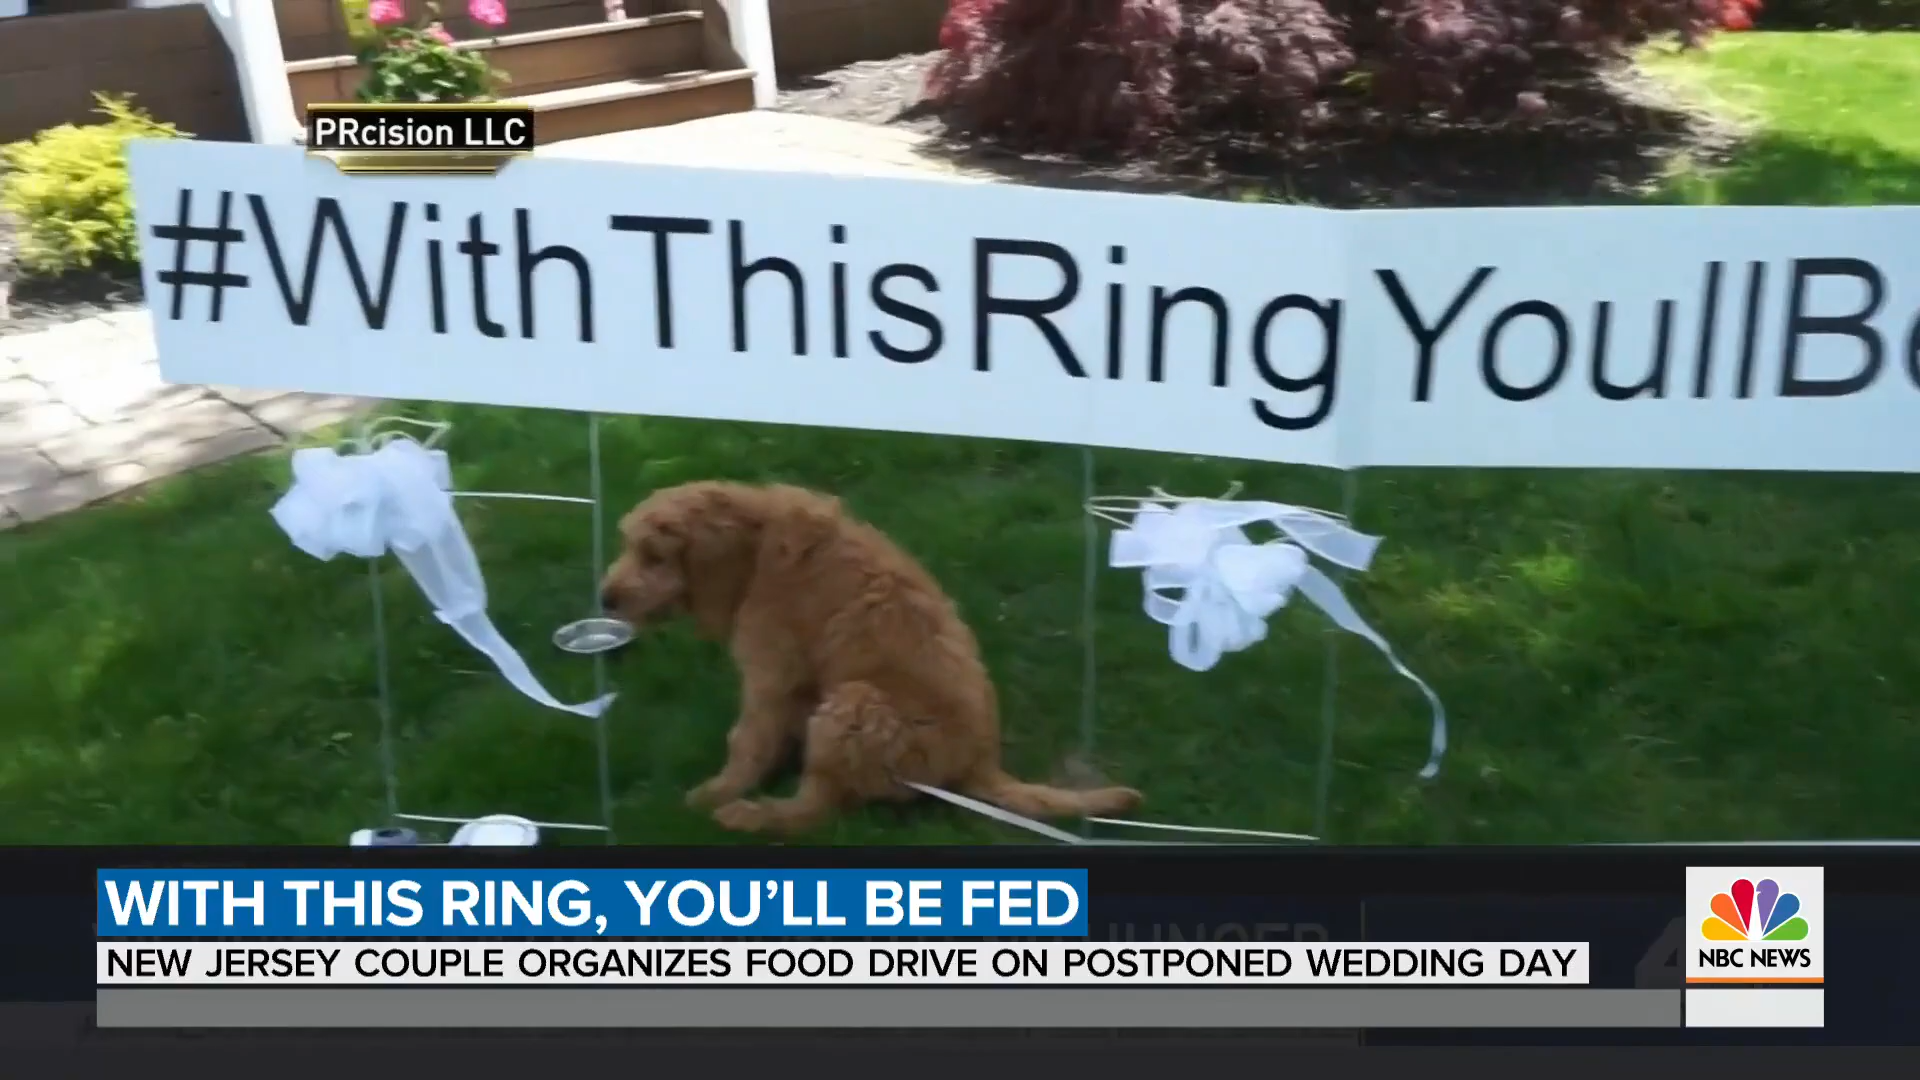 PRcision LLC
#WithThisRingYoullBe
WITH THIS RING, YOU'LL BE FED
NEW JERSEY COUPLE ORGANIZES FOOD DRIVE ON POSTPONED WEDDING DAY
NBC NEWS